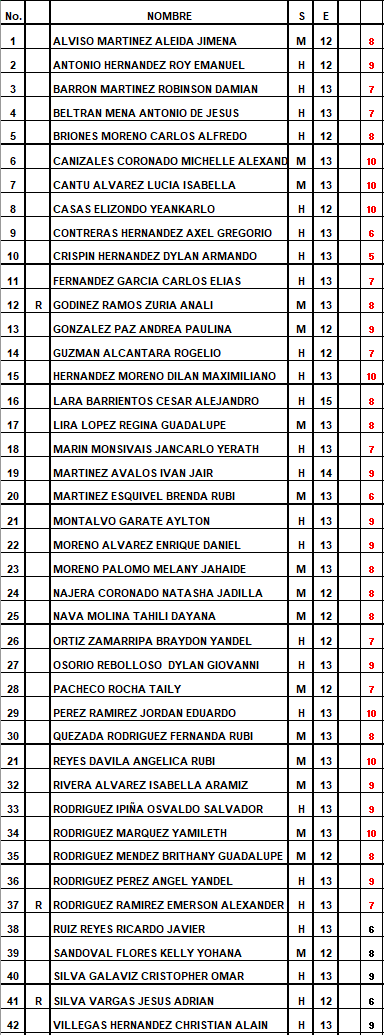 No. NOMBRE S E
1 ALVISO MARTINEZ ALEIDA JIMENA M 12 8
2 ANTONIO HERNANDEZ ROY EMANUEL H 12 9
3 BARRON MARTINEZ ROBINSON DAMIAN H 13 7
4 BELTRAN MENA ANTONIO DE JESUS H 13 7
5 BRIONES MORENO CARLOS ALFREDO H 12 8
6 CANIZALES CORONADO MICHELLE ALEXAND M 13 10
7 CANTU ALVAREZ LUCIA ISABELLA M 13 10
8 CASAS ELIZONDO YEANKARLO H 12 10
9 CONTRERAS HERNANDEZ AXEL GREGORIO H 13 6
10 CRISPIN HERNANDEZ DYLAN ARMANDO H 13 5
11 FERNANDEZ GARCIA CARLOS ELIAS H 13 7
12 R GODINEZ RAMOS ZURIA ANALI M 13 8
13 GONZALEZ PAZ ANDREA PAULINA M 12 9
14 GUZMAN ALCANTARA ROGELIO H 12 7
15 HERNANDEZ MORENO DILAN MAXIMILIANO H 13 10
16 LARA BARRIENTOS CESAR ALEJANDRO H 15 8
17 LIRA LOPEZ REGINA GUADALUPE M 13 8
18 MARIN MONSIVAIS JANCARLO YERATH H 13 7
19 MARTINEZ AVALOS IVAN JAIR H 14 9
20 MARTINEZ ESQUIVEL BRENDA RUBI M 13 6
21 MONTALVO GARATE AYLTON H 13 9
22 MORENO ALVAREZ ENRIQUE DANIEL H 13 9
23 MORENO PALOMO MELANY JAHAIDE M 13 8
24 NAJERA CORONADO NATASHA JADILLA M 12 8
25 NAVA MOLINA TAHILI DAYANA M 12 8
26 ORTIZ ZAMARRIPA BRAYDON YANDEL H 12 7
27 OSORIO REBOLLOSO DYLAN GIOVANNI H 13 9
28 PACHECO ROCHA TAILY M 12 7
29 PEREZ RAMIREZ JORDAN EDUARDO H 13 10
30 QUEZADA RODRIGUEZ FERNANDA RUBI M 13 8
21 REYES DAVILA ANGELICA RUBI M 13 10
32 RIVERA ALVAREZ ISABELLA ARAMIZ M 13 9
33 RODRIGUEZ IPIÑA OSVALDO SALVADOR H 13 9
34 RODRIGUEZ MARQUEZ YAMILETH M 13 10
35 RODRIGUEZ MENDEZ BRITHANY GUADALUPE M 12 8
36 RODRIGUEZ PEREZ ANGEL YANDEL H 13 9
37 R RODRIGUEZ RAMIREZ EMERSON ALEXANDER H 13 7
38 RUIZ REYES RICARDO JAVIER H 13 6
39 SANDOVAL FLORES KELLY YOHANA M 12 8
40 SILVA GALAVIZ CRISTOPHER OMAR H 13 9
41 R SILVA VARGAS JESUS ADRIAN H 12 6
42 VILLEGAS HERNANDEZ CHRISTIAN ALAIN H 13 9